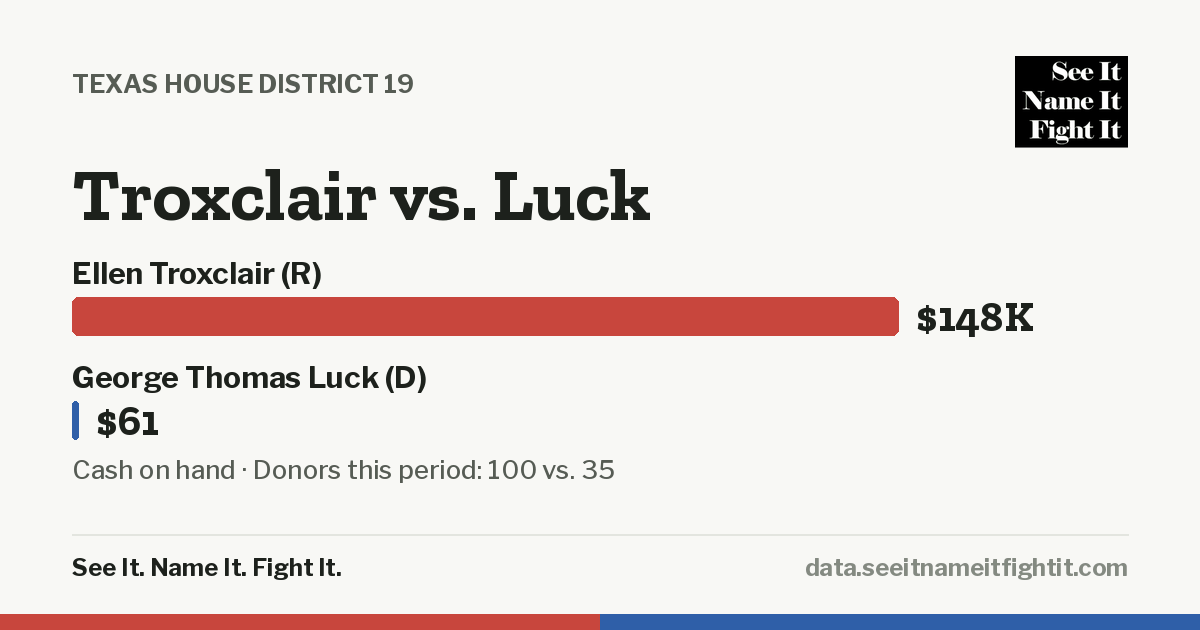 TEXAS HOUSE DISTRICT 19
See It
Name It
Fight It
Troxclair vs. Luck
Ellen Troxclair (R)
$148K
George Thomas Luck (D)
$61
Cash on hand · Donors this period: 100 vs. 35
See It. Name It. Fight It.
data.seeitnameitfightit.com